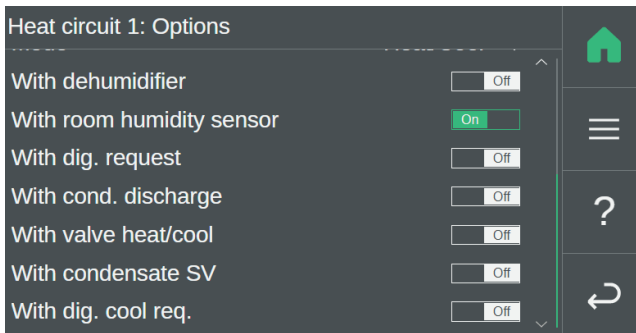 Heat circuit 1: Options
With dehumidifier Off
With room humidity sensor On
With dig. request Off
With cond. discharge Off
With valve heat/cool Off
With condensate SV Off
With dig. cool req. Off
?